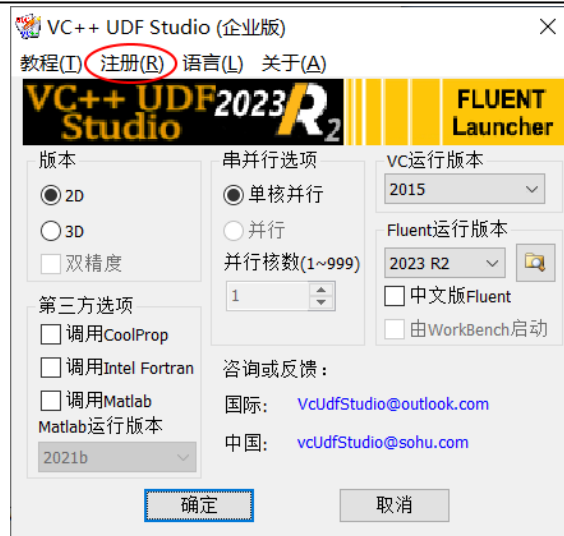 VC++ UDF Studio (企业版)
教程(T) 注册(R) 语言(L) 关于(A)
VC++ UDF Studio 2023R2
FLUENT Launcher
版本
2D
3D
双精度
第三方选项
调用CoolProp
调用Intel Fortran
调用Matlab
Matlab运行版本
2021b
串并行选项
单核并行
并行
并行核数(1~999)
1
VC运行版本
2015
Fluent运行版本
2023 R2
中文版Fluent
由WorkBench启动
咨询或反馈：
国际： VcUdfStudio@outlook.com
中国： vcUdfStudio@sohu.com
确定
取消